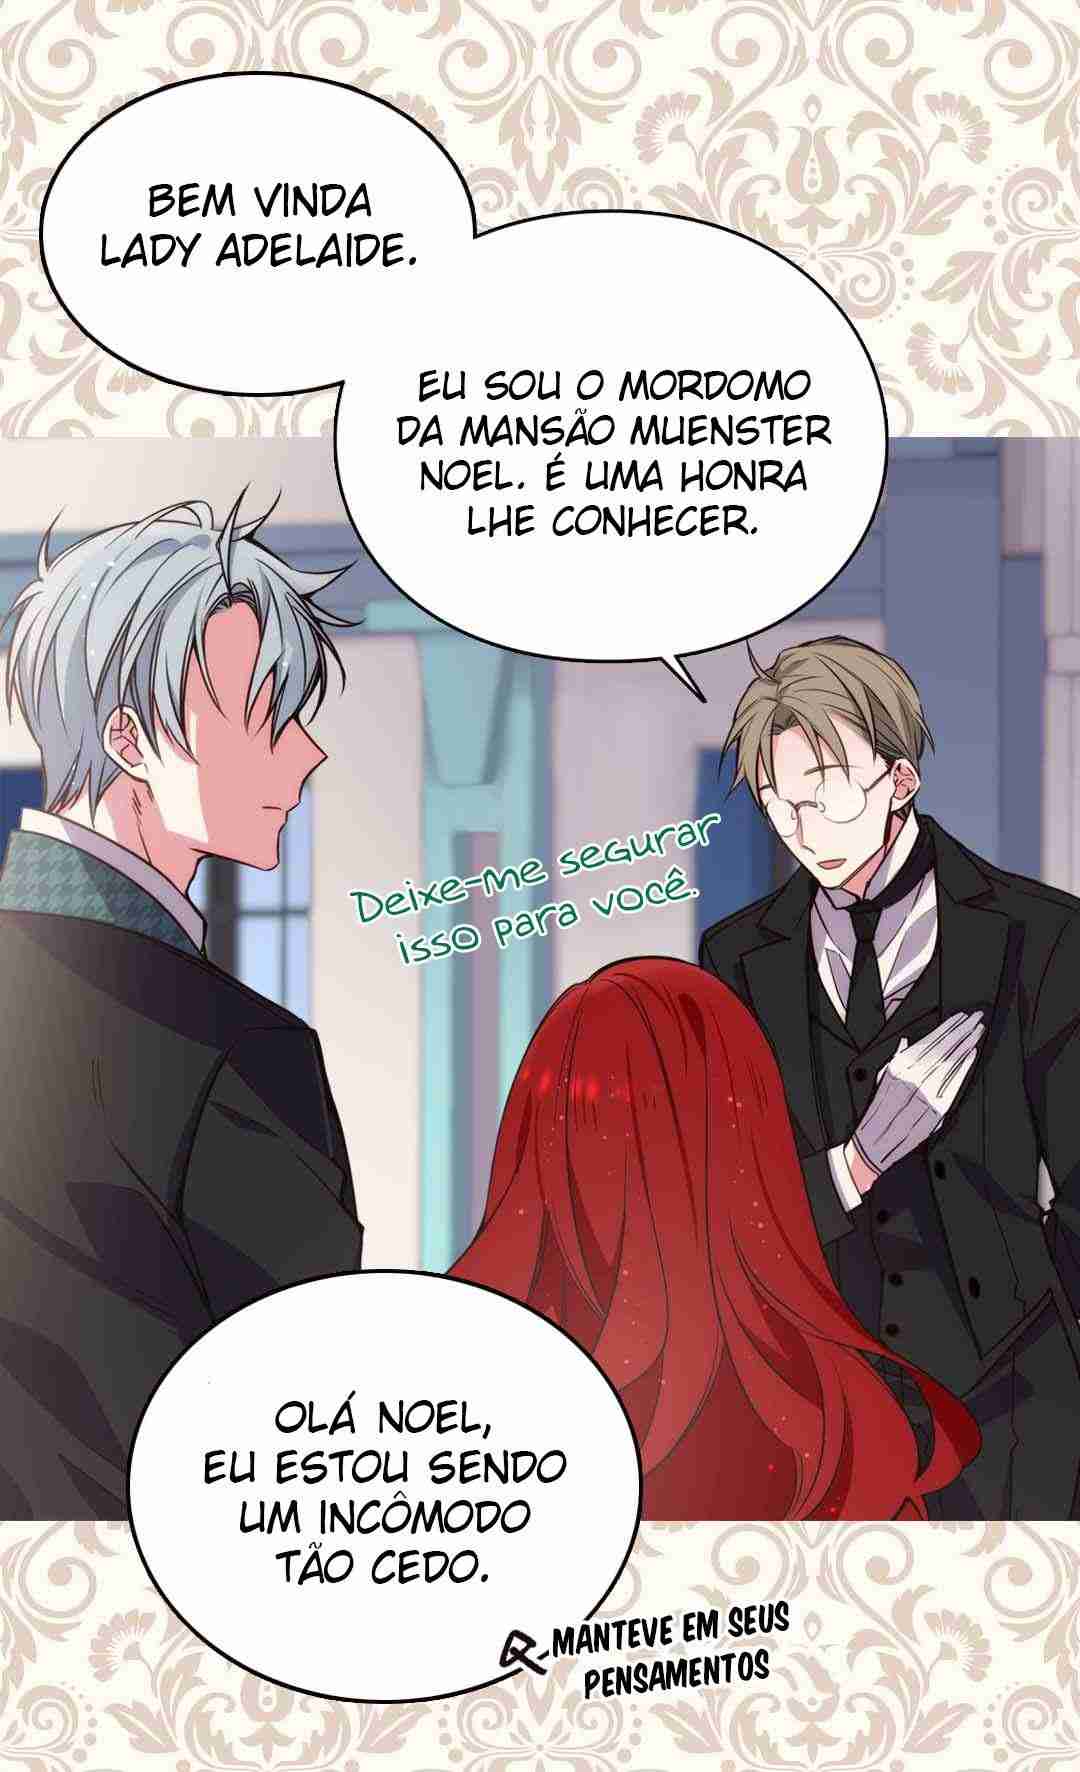 BEM VINDA
LADY ADELAIDE.
EU SOU O MORDOMO
DA MANSÃO MUENSTER
NOEL. É UMA HONRA
LHE CONHECER.
Deixe-me segurar
isso para você.
OLÁ NOEL,
EU ESTOU SENDO
UM INCÔMODO
TÃO CEDO.
MANTEVE EM SEUS
PENSAMENTOS